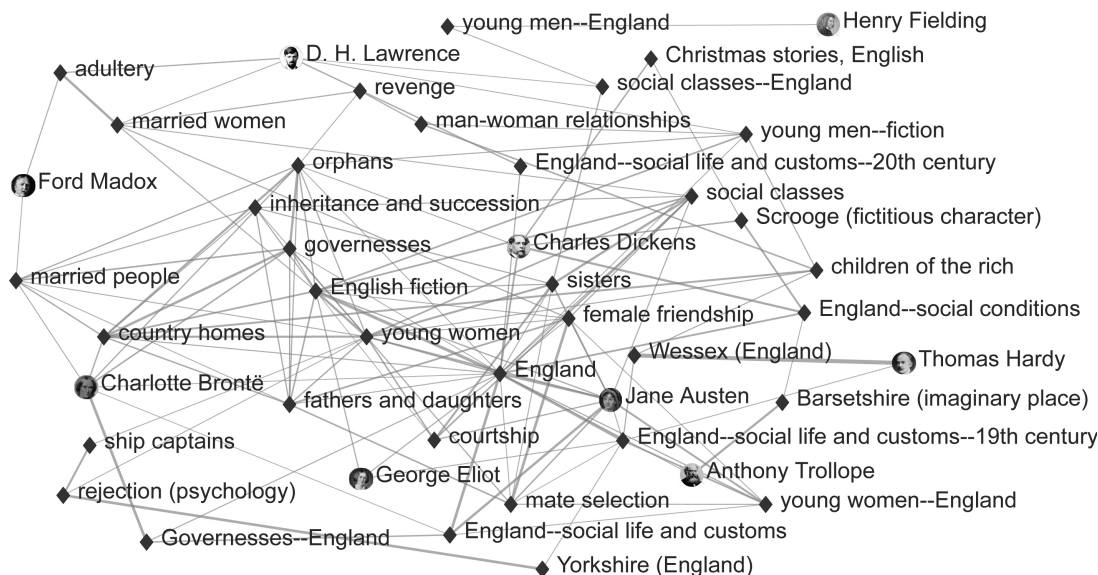 young men--England
Henry Fielding
D. H. Lawrence
Christmas stories, English
adultery
revenge
social classes--England
married women
man-woman relationships
young men--fiction
orphans
England--social life and customs--20th century
Ford Madox
social classes
inheritance and succession
Scrooge (fictitious character)
governesses
Charles Dickens
married people
English fiction
sisters
children of the rich
country homes
young women
female friendship
England--social conditions
Wessex (England)
Thomas Hardy
England
Charlotte Brontë
fathers and daughters
Jane Austen
Barsetshire (imaginary place)
ship captains
courtship
England--social life and customs--19th century
George Eliot
Anthony Trollope
rejection (psychology)
mate selection
young women--England
Governesses--England
England--social life and customs
Yorkshire (England)